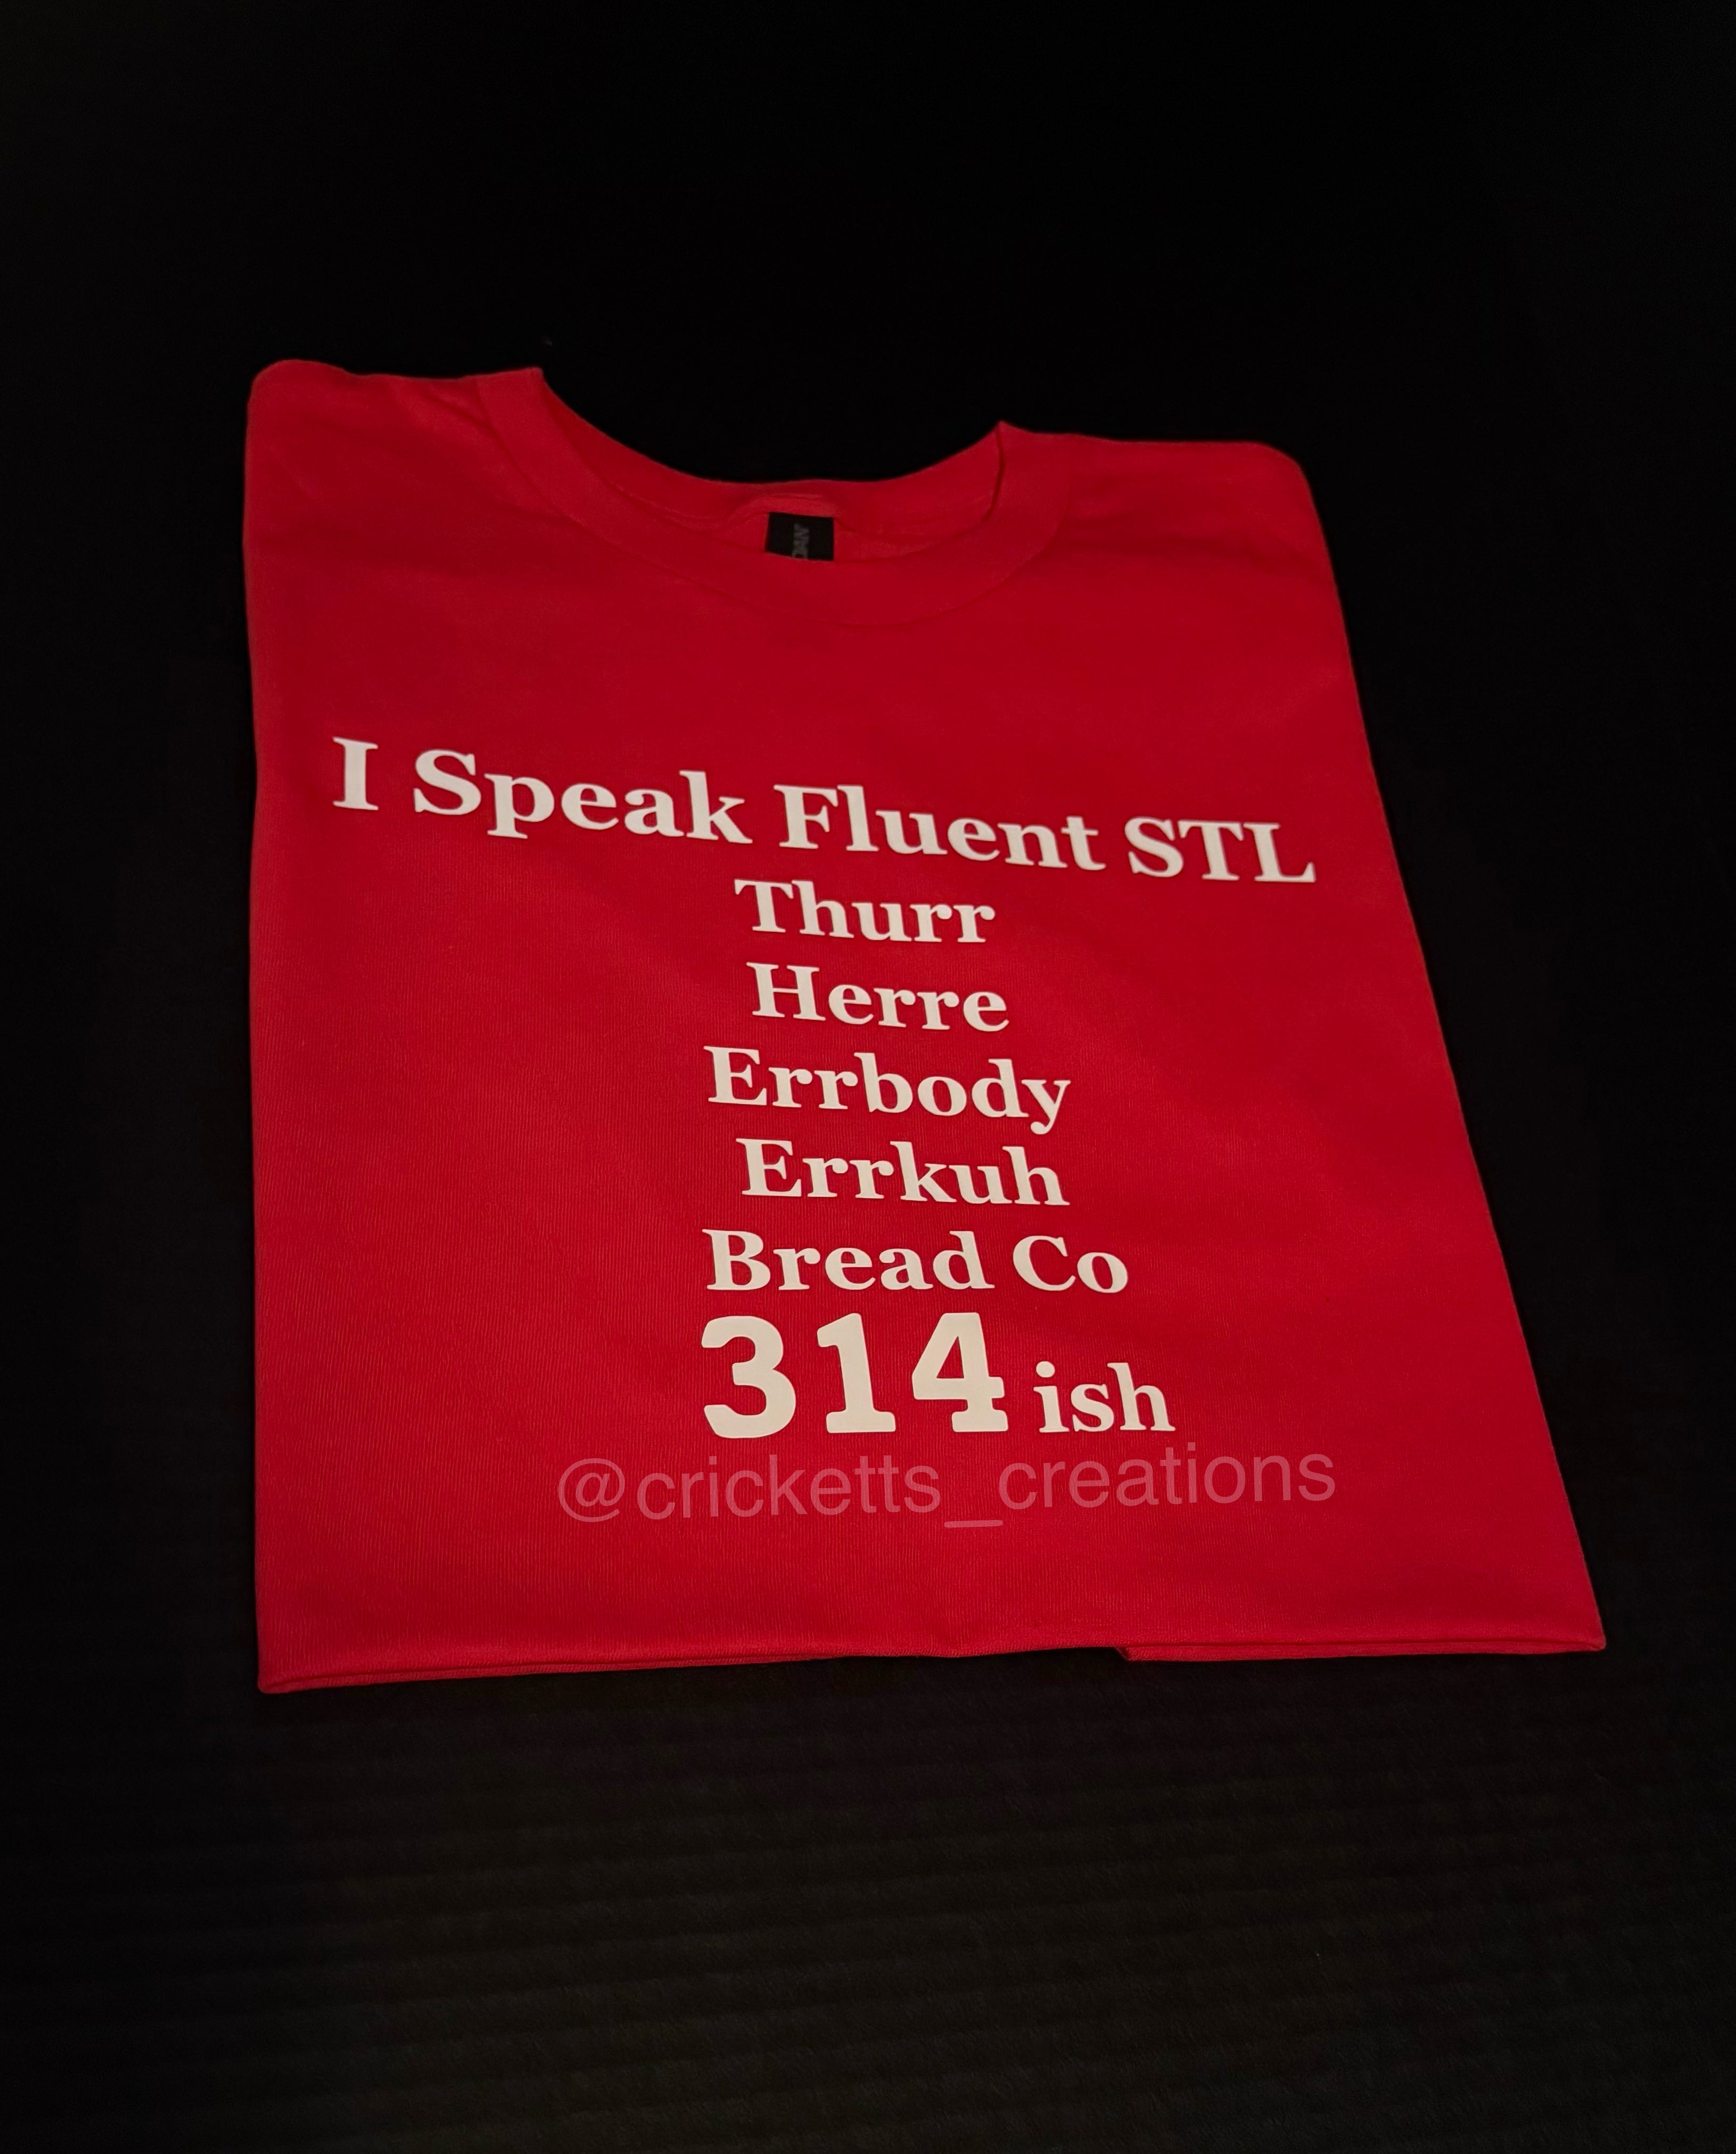 I Speak Fluent STL
Thurr
Herre
Errbody
Errkuh
Bread Co
314 ish
@cricketts_creations